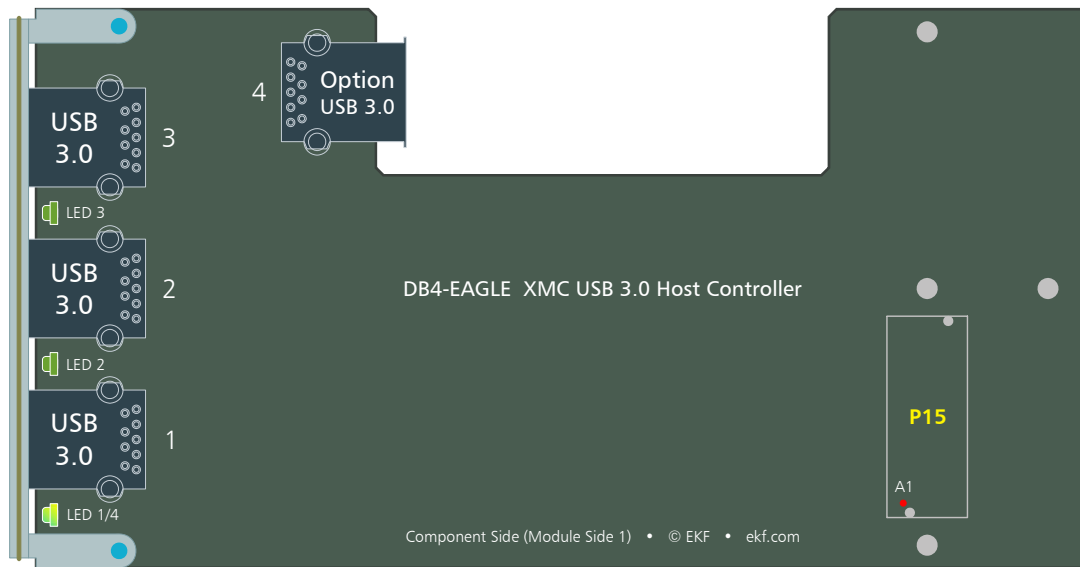 Option
USB 3.0
4
USB
3.0
3
LED 3
USB
3.0
2
DB4-EAGLE XMC USB 3.0 Host Controller
LED 2
USB
3.0
1
P15
A1
LED 1/4
Component Side (Module Side 1) • © EKF • ekf.com